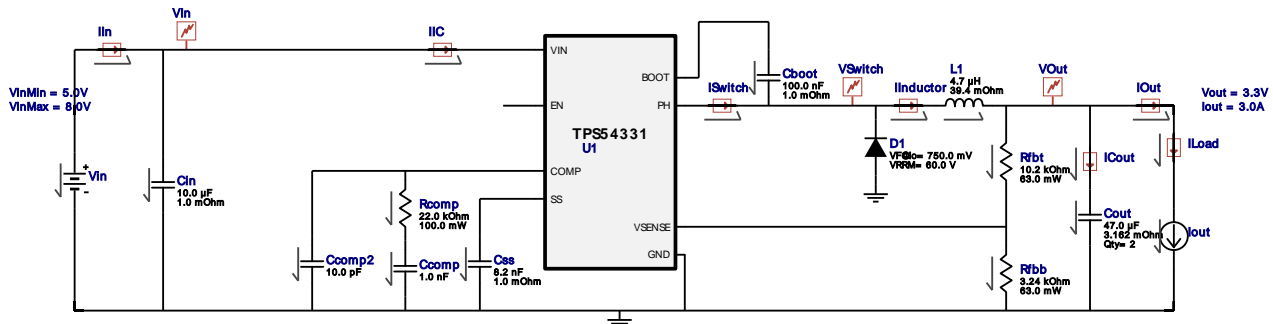 Vin
IIn
IIC
VinMin = 5.0V
VinMax = 8.0V
VIN
BOOT
Cboot
100.0 nF
1.0 mOhm
ISwitch
VSwitch
IInductor
L1
4.7 µH
39.4 mOhm
VOut
IOut
Vout = 3.3V
Iout = 3.0A
EN
PH
TPS54331
U1
D1
VRRM= 60.0 V
Rfbt
10.2 kOhm
63.0 mW
ICout
ILoad
+
-
Vin
Cin
10.0 µF
1.0 mOhm
COMP
SS
Rcomp
22.0 kOhm
100.0 mW
VSENSE
GND
Cout
47.0 µF
3.162 mOhm
Qty= 2
Iout
Ccomp2
10.0 pF
Ccomp
1.0 nF
Css
8.2 nF
1.0 mOhm
Rfbb
3.24 kOhm
63.0 mW